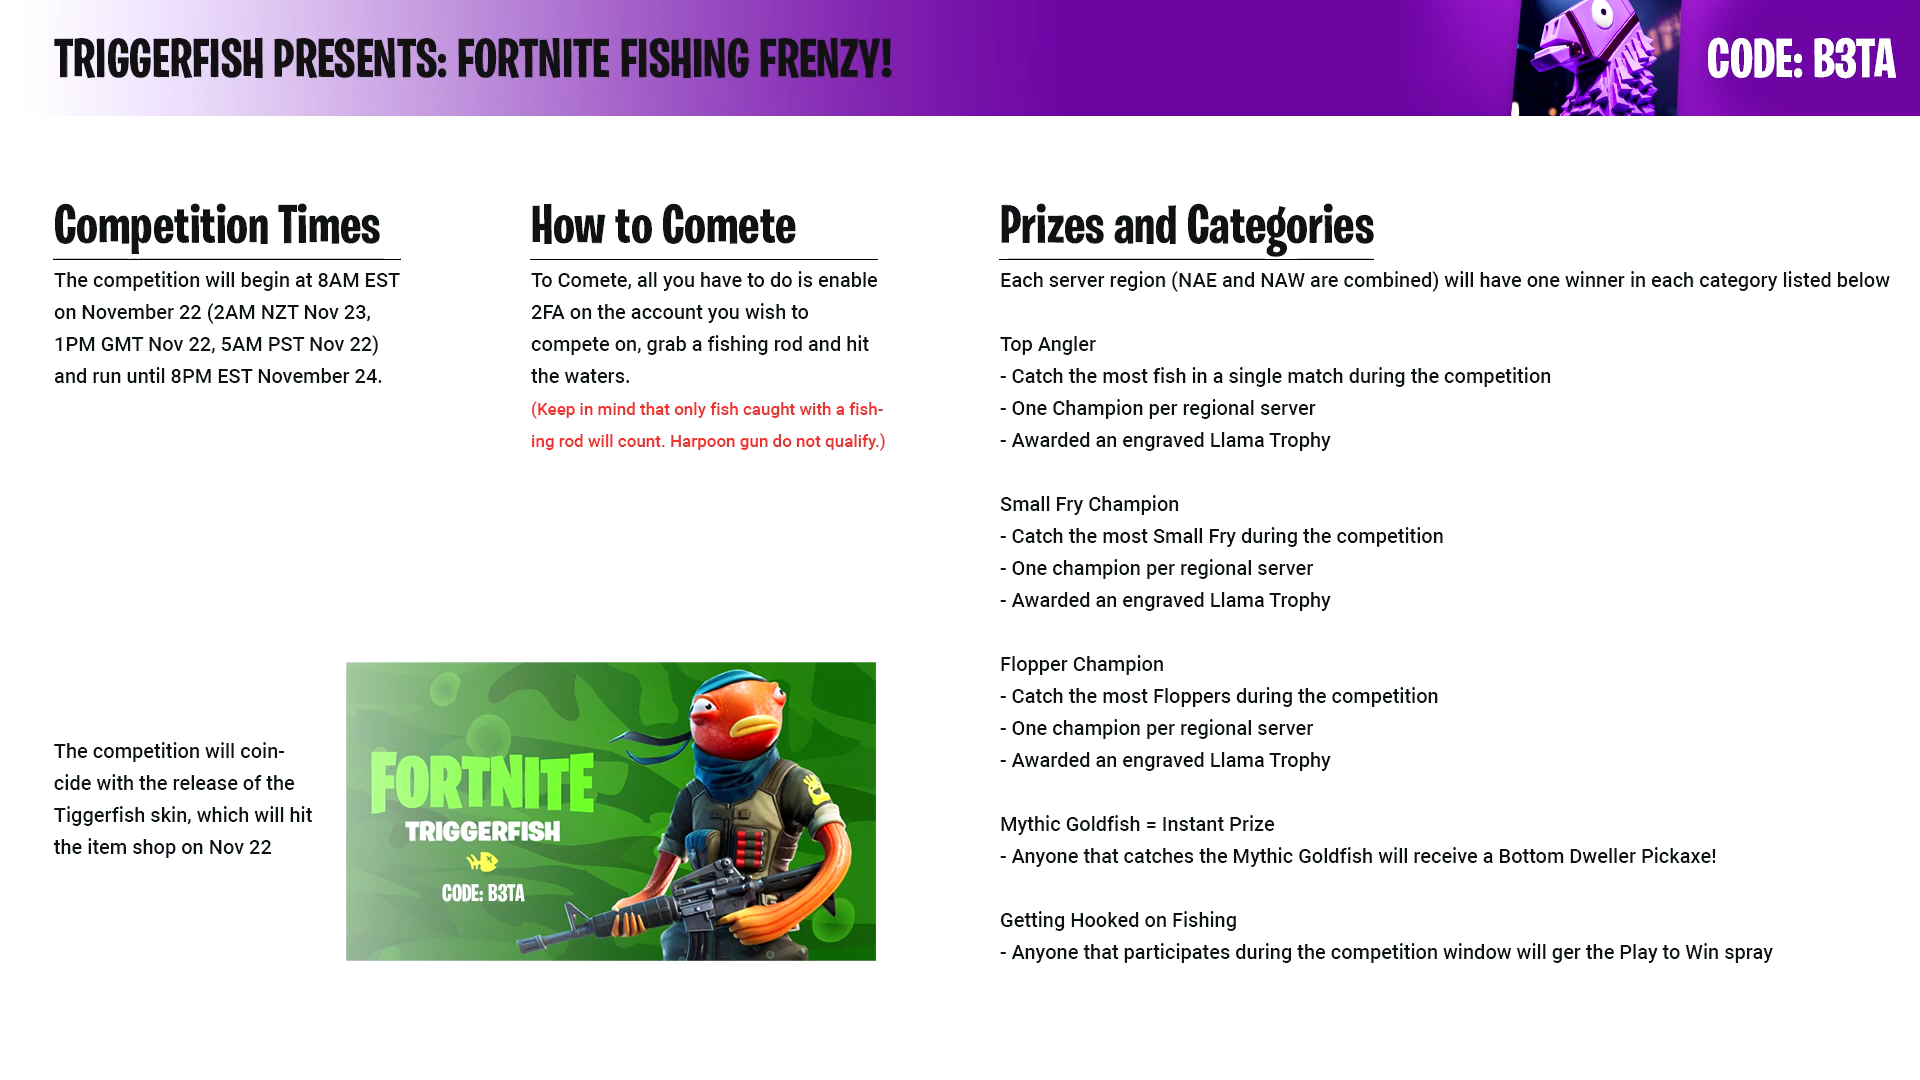 TRIGGERFISH PRESENTS: FORTNITE FISHING FRENZY!
CODE: B3TA
Competition Times
The competition will begin at 8AM EST
on November 22 (2AM NZT Nov 23,
1PM GMT Nov 22, 5AM PST Nov 22)
and run until 8PM EST November 24.
How to Comete
To Comete, all you have to do is enable
2FA on the account you wish to
compete on, grab a fishing rod and hit
the waters.
(Keep in mind that only fish caught with a fish-
ing rod will count. Harpoon gun do not qualify.)
The competition will coin-
cide with the release of the
Tiggerfish skin, which will hit
the item shop on Nov 22
FORTNITE
TRIGGERFISH
CODE: B3TA
Prizes and Categories
Each server region (NAE and NAW are combined) will have one winner in each category listed below
Top Angler
- Catch the most fish in a single match during the competition
- One Champion per regional server
- Awarded an engraved Llama Trophy
Small Fry Champion
- Catch the most Small Fry during the competition
- One champion per regional server
- Awarded an engraved Llama Trophy
Flopper Champion
- Catch the most Floppers during the competition
- One champion per regional server
- Awarded an engraved Llama Trophy
Mythic Goldfish = Instant Prize
- Anyone that catches the Mythic Goldfish will receive a Bottom Dweller Pickaxe!
Getting Hooked on Fishing
- Anyone that participates during the competition window will ger the Play to Win spray